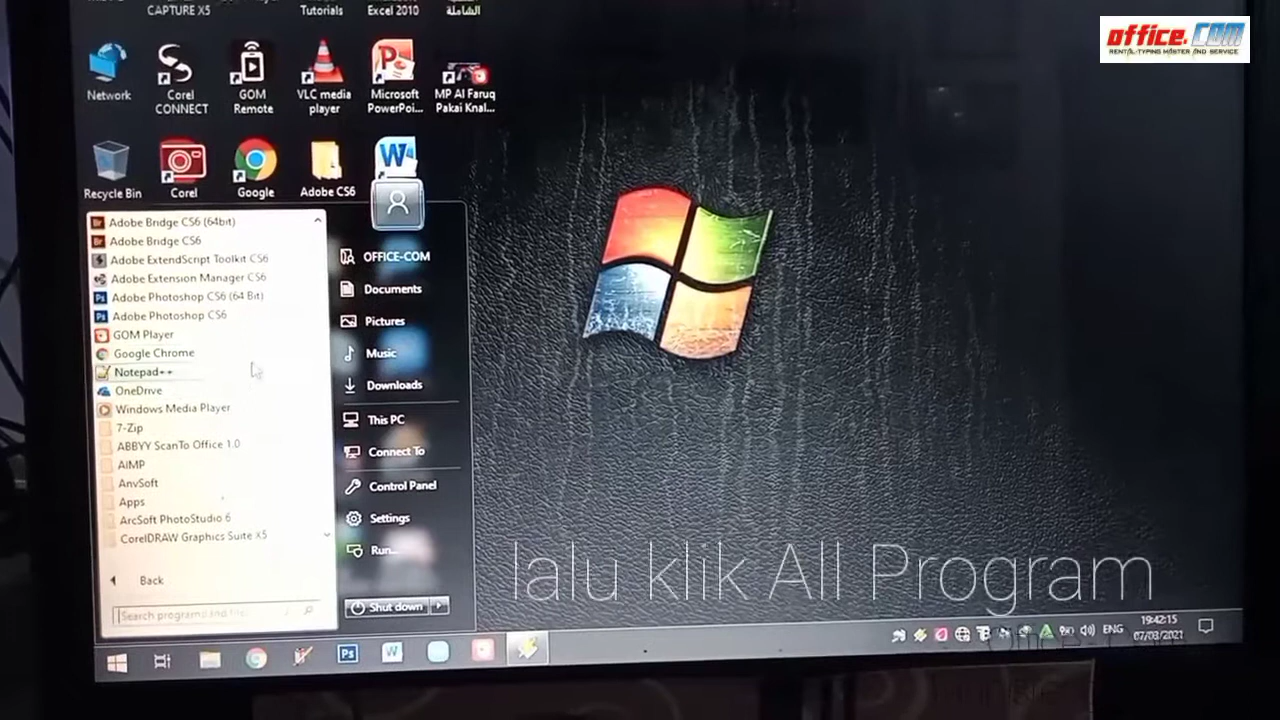 CAPTURE X5
Tutorials
Excel 2010
الشاملة
office.COM
RENTAL-TYPING MASTER AND SERVICE
Network
Corel
CONNECT
GOM
Remote
VLC media
player
Microsoft
PowerPoi...
MP Al Faruq
Pakai Knal...
Recycle Bin
Corel
Google
Adobe CS6
Adobe Bridge CS6 (64bit)
Adobe Bridge CS6
Adobe ExtendScript Toolkit CS6
Adobe Extension Manager CS6
Adobe Photoshop CS6 (64 Bit)
Adobe Photoshop CS6
GOM Player
Google Chrome
Notepad++
OneDrive
Windows Media Player
7-Zip
ABBYY ScanTo Office 1.0
AIMP
AnvSoft
Apps
ArcSoft PhotoStudio 6
CorelDRAW Graphics Suite X5
Back
Search programs and files
OFFICE-COM
Documents
Pictures
Music
Downloads
This PC
Connect To
Control Panel
Settings
Run...
Shut down
lalu klik All Program
ENG
19:42:15
07/03/2021